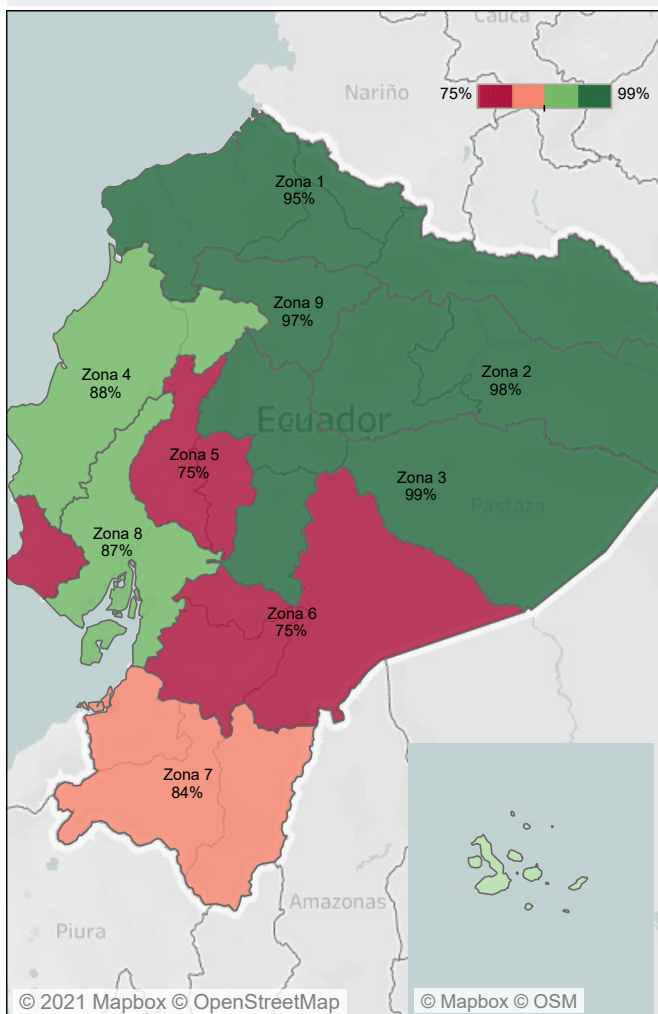 Cauca
Nariño
75%
99%
Zona 1
95%
Zona 9
97%
Zona 2
98%
Zona 4
88%
Ecuador
Zona 5
75%
Zona 3
99%
Pastaza
Zona 8
87%
Zona 6
75%
Zona 7
84%
Amazonas
Piura
© 2021 Mapbox © OpenStreetMap
© Mapbox © OSM